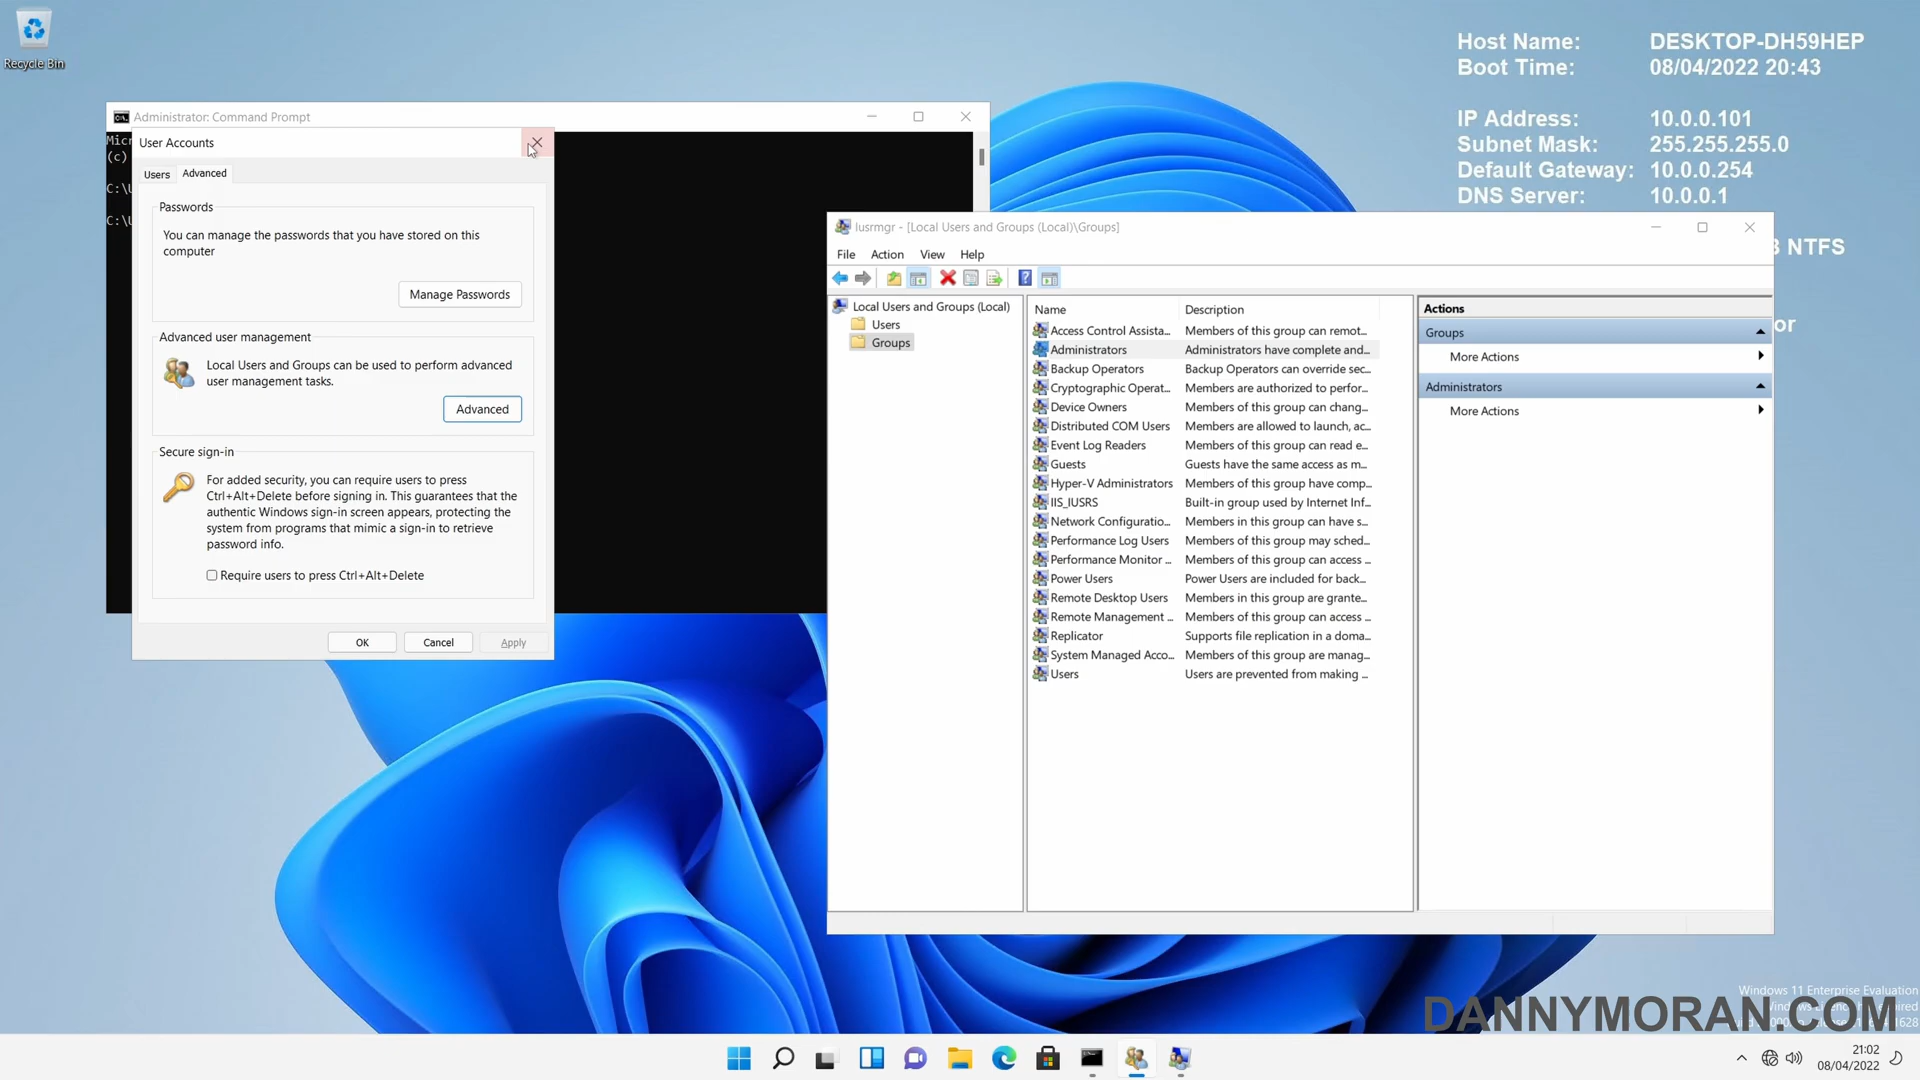 Recycle Bin
Host Name: DESKTOP-DH59HEP
Boot Time: 08/04/2022 20:43
IP Address: 10.0.0.101
Subnet Mask: 255.255.255.0
Default Gateway: 10.0.0.254
DNS Server: 10.0.0.1
NTFS
or
Administrator: Command Prompt
Micr
(c)
C:\U
C:\U
User Accounts
Users Advanced
Passwords
You can manage the passwords that you have stored on this
computer
Manage Passwords
Advanced user management
Local Users and Groups can be used to perform advanced
user management tasks.
Advanced
Secure sign-in
For added security, you can require users to press
Ctrl+Alt+Delete before signing in. This guarantees that the
authentic Windows sign-in screen appears, protecting the
system from programs that mimic a sign-in to retrieve
password info.
Require users to press Ctrl+Alt+Delete
OK Cancel Apply
lusrmgr - [Local Users and Groups (Local)\Groups]
File Action View Help
Local Users and Groups (Local)
Users
Groups
Name Description
Access Control Assista... Members of this group can remot...
Administrators Administrators have complete and...
Backup Operators Backup Operators can override sec...
Cryptographic Operat... Members are authorized to perfor...
Device Owners Members of this group can chang...
Distributed COM Users Members are allowed to launch, ac...
Event Log Readers Members of this group can read e...
Guests Guests have the same access as m...
Hyper-V Administrators Members of this group have comp...
IIS_IUSRS Built-in group used by Internet Inf...
Network Configuratio... Members in this group can have s...
Performance Log Users Members of this group may sched...
Performance Monitor ... Members of this group can access ...
Power Users Power Users are included for back...
Remote Desktop Users Members in this group are grante...
Remote Management ... Members of this group can access ...
Replicator Supports file replication in a doma...
System Managed Acco... Members of this group are manag...
Users Users are prevented from making ...
Actions
Groups
More Actions
Administrators
More Actions
Windows 11 Enterprise Evaluation
DANNYMORAN.COM
21:02
08/04/2022